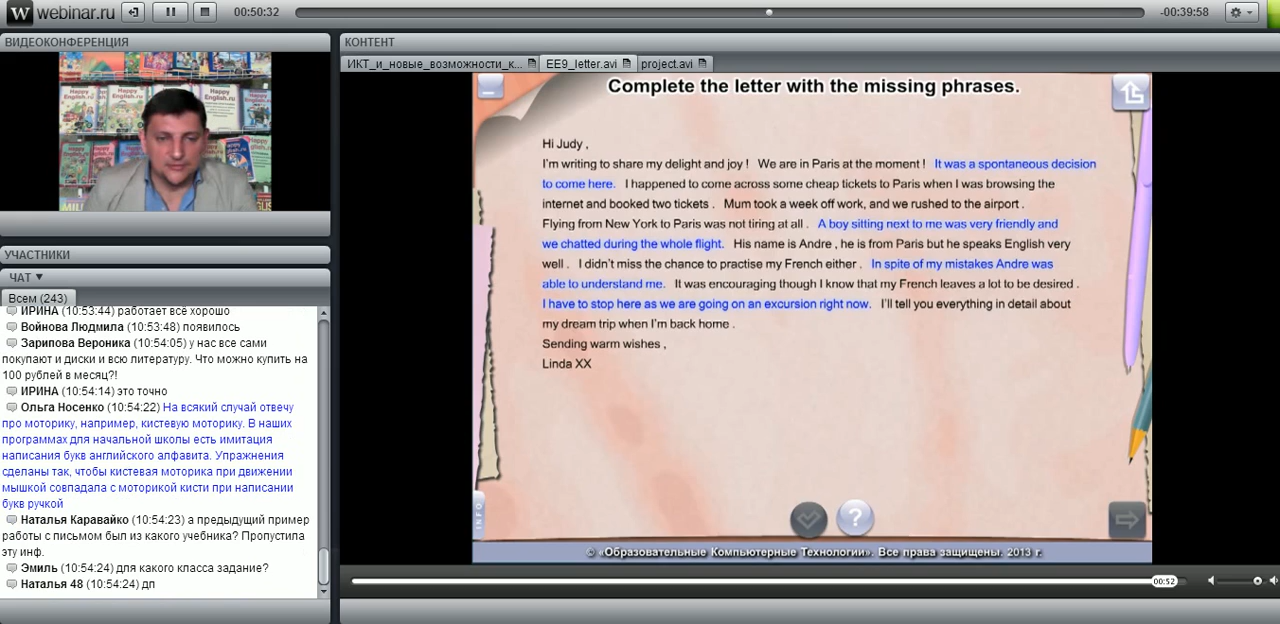 W webinar.ru
00:50:32
-00:39:58
ВИДЕОКОНФЕРЕНЦИЯ
Happy English.ru
Happy English.ru
Happy English.ru
УЧАСТНИКИ
ЧАТ
Всем (243)
ИРИНА (10:53:44) работает всё хорошо
Войнова Людмила (10:53:48) появилось
Зарипова Вероника (10:54:05) у нас все сами
покупают и диски и всю литературу. Что можно купить на
100 рублей в месяц?!
ИРИНА (10:54:14) это точно
Ольга Носенко (10:54:22) На всякий случай отвечу
про моторику, например, кистевую моторику. В наших
программах для начальной школы есть имитация
написания букв английского алфавита. Упражнения
сделаны так, чтобы кистевая моторика при движении
мышкой совпадала с моторикой кисти при написании
букв ручкой
Наталья Каравайко (10:54:23) а предыдущий пример
работы с письмом был из какого учебника? Пропустила
эту инф.
Эмиль (10:54:24) для какого класса задание?
Наталья 48 (10:54:24) дп
КОНТЕНТ
ИКТ_и_новые_возможности_к...
EE9_letter.avi
project.avi
Complete the letter with the missing phrases.
Hi Judy ,
I'm writing to share my delight and joy ! We are in Paris at the moment ! It was a spontaneous decision
to come here. I happened to come across some cheap tickets to Paris when I was browsing the
internet and booked two tickets . Mum took a week off work, and we rushed to the airport .
Flying from New York to Paris was not tiring at all . A boy sitting next to me was very friendly and
we chatted during the whole flight. His name is Andre , he is from Paris but he speaks English very
well . I didn't miss the chance to practise my French either . In spite of my mistakes Andre was
able to understand me. It was encouraging though I know that my French leaves a lot to be desired .
I have to stop here as we are going on an excursion right now. I'll tell you everything in detail about
my dream trip when I'm back home .
Sending warm wishes ,
Linda XX
INFO
?
© «Образовательные Компьютерные Технологии». Все права защищены. 2013 г.
00:52